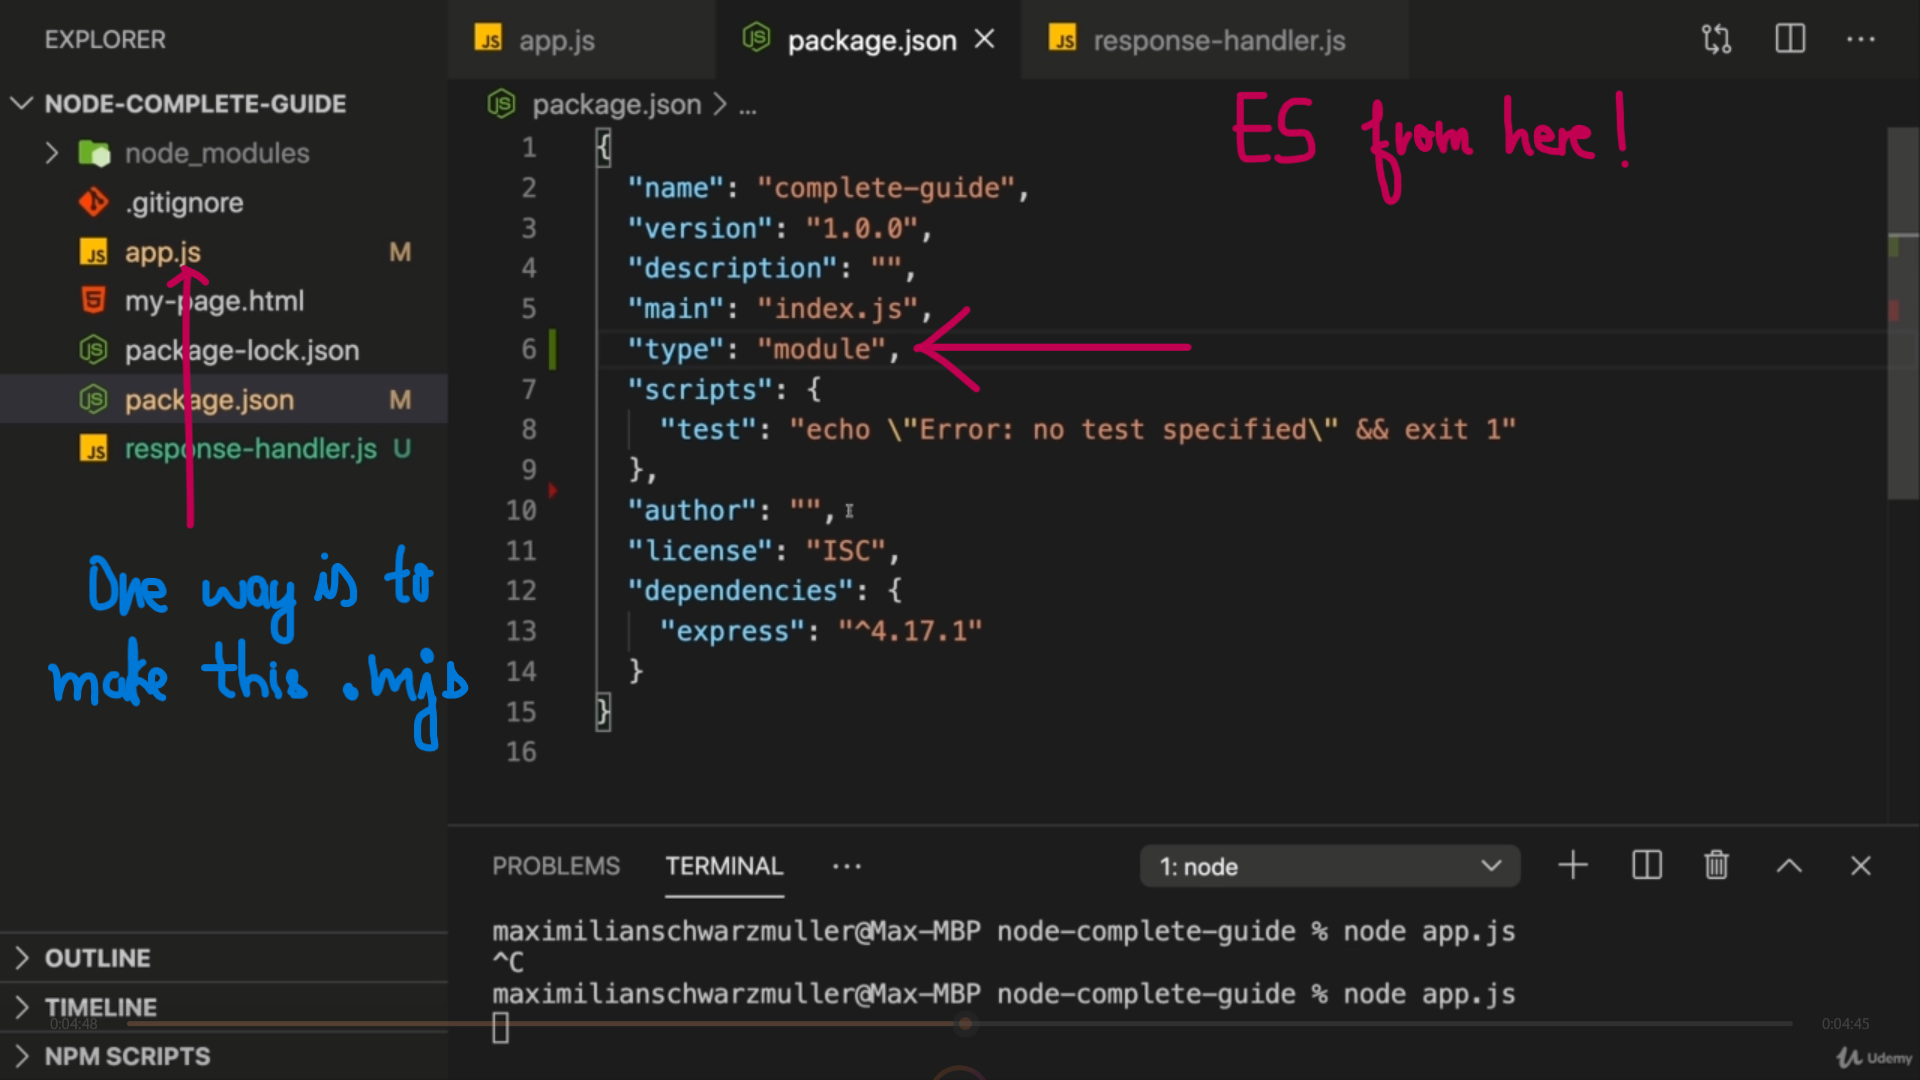 EXPLORER
NODE-COMPLETE-GUIDE
node_modules
.gitignore
app.js M
my-page.html
package-lock.json
package.json M
response-handler.js U
One way is to
make this .mjs
OUTLINE
TIMELINE
NPM SCRIPTS
app.js package.json response-handler.js
package.json > ...
ES from here!
1 {
2 "name": "complete-guide",
3 "version": "1.0.0",
4 "description": "",
5 "main": "index.js",
6 "type": "module",
7 "scripts": {
8 "test": "echo \"Error: no test specified\" && exit 1"
9 },
10 "author": "",
11 "license": "ISC",
12 "dependencies": {
13 "express": "^4.17.1"
14 }
15 }
16
PROBLEMS TERMINAL ... 1: node
maximilianschwarzmuller@Max-MBP node-complete-guide % node app.js
^C
maximilianschwarzmuller@Max-MBP node-complete-guide % node app.js
0:04:48 0:04:45
Udemy